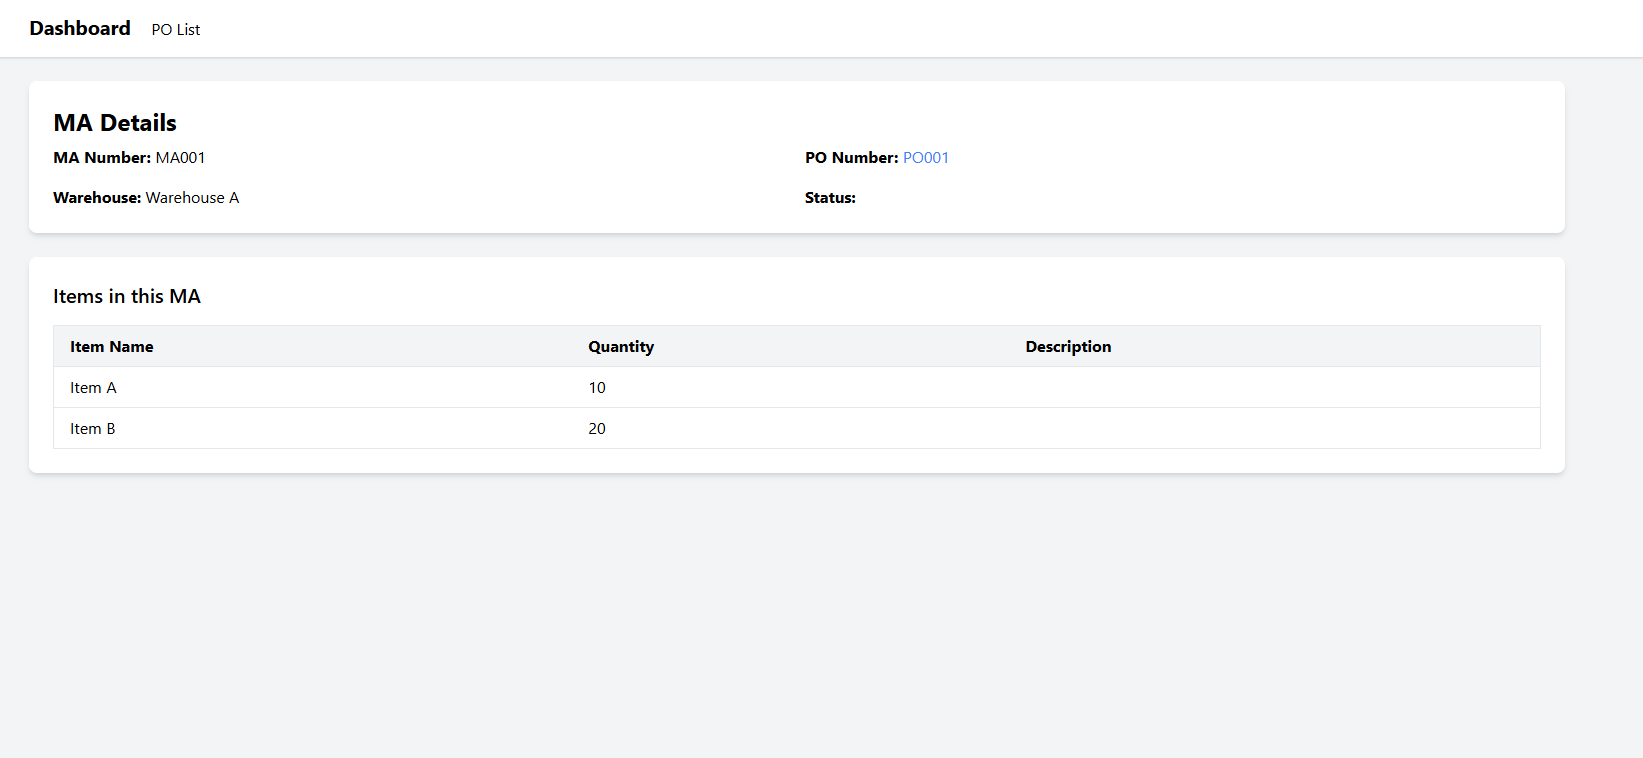 Dashboard PO List
MA Details
MA Number: MA001 PO Number: PO001
Warehouse: Warehouse A Status:
Items in this MA
Item Name Quantity Description
Item A 10
Item B 20